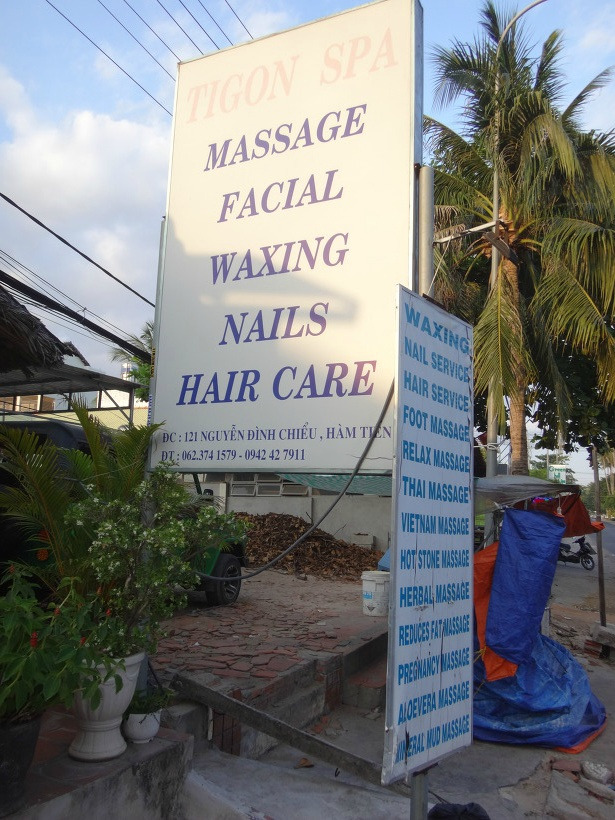 TIGON SPA
MASSAGE
FACIAL
WAXING
NAILS
HAIR CARE
ĐC : 121 NGUYỄN ĐÌNH CHIỂU , HÀM TIẾN
ĐT : 062.374 1579 - 0942 42 7911
WAXING
NAIL SERVICE
HAIR SERVICE
FOOT MASSAGE
RELAX MASSAGE
THAI MASSAGE
VIETNAM MASSAGE
HOT STONE MASSAGE
HERBAL MASSAGE
REDUCES FAT MASSAGE
PREGNANCY MASSAGE
ALOEVERA MASSAGE
MINERAL MUD MASSAGE